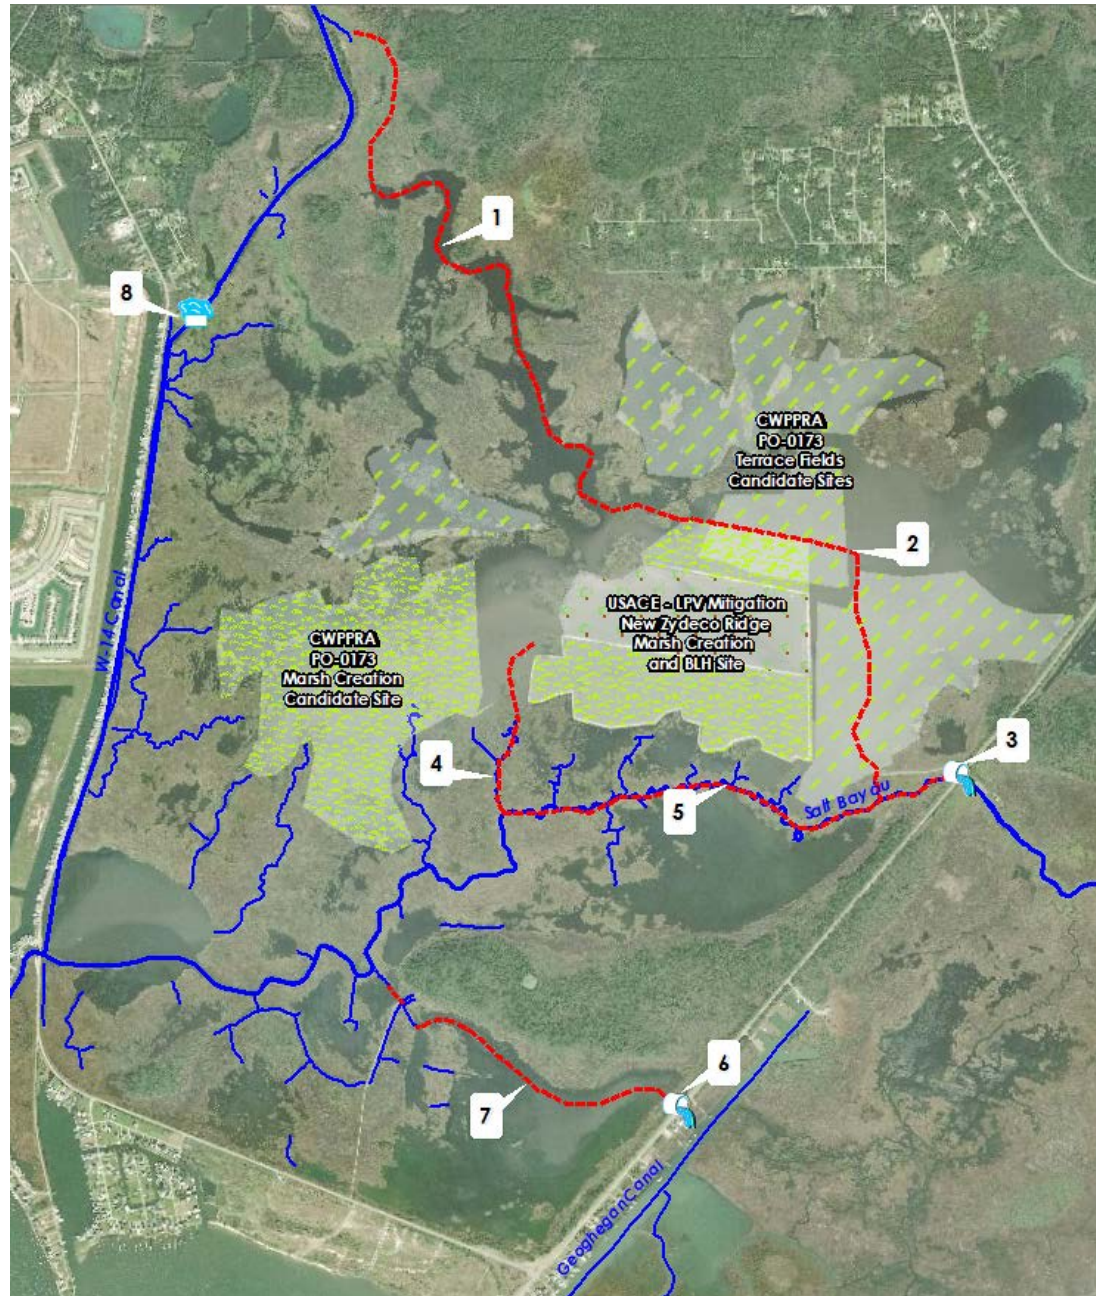 1
8
CWPPRA
PO-0173
Terrace Fields
Candidate Sites
2
USACE - LPV Mitigation
New Zydeco Ridge
Marsh Creation
and BLH Site
W-14 Canal
CWPPRA
PO-0173
Marsh Creation
Candidate Site
3
4
5
Salt Bayou
6
7
Geoghegan Canal